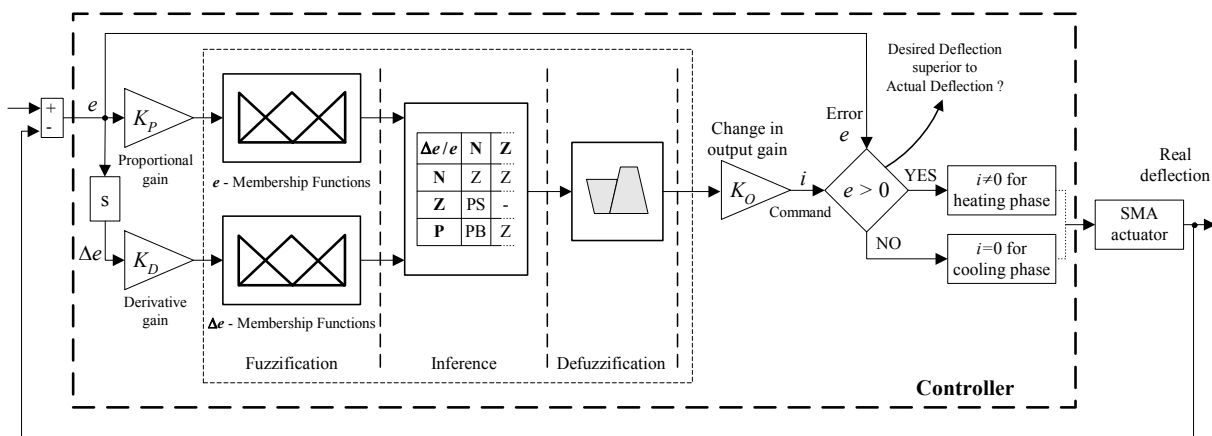 +
-
e
K_P
Proportional
gain
s
Δe
K_D
Derivative
gain
e - Membership Functions
Δe - Membership Functions
Fuzzification
Δe/e N Z
N Z Z
Z PS -
P PB Z
Inference
Defuzzification
Change in
output gain
K_O
i
Command
Desired Deflection
superior to
Actual Deflection ?
Error
e
e > 0
YES
NO
i≠0 for
heating phase
i=0 for
cooling phase
Controller
SMA
actuator
Real
deflection